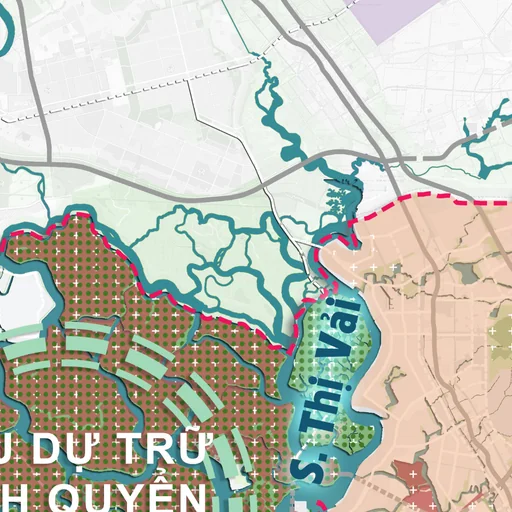 S. Thị Vải
DỰ TRỮ
QUYỂN